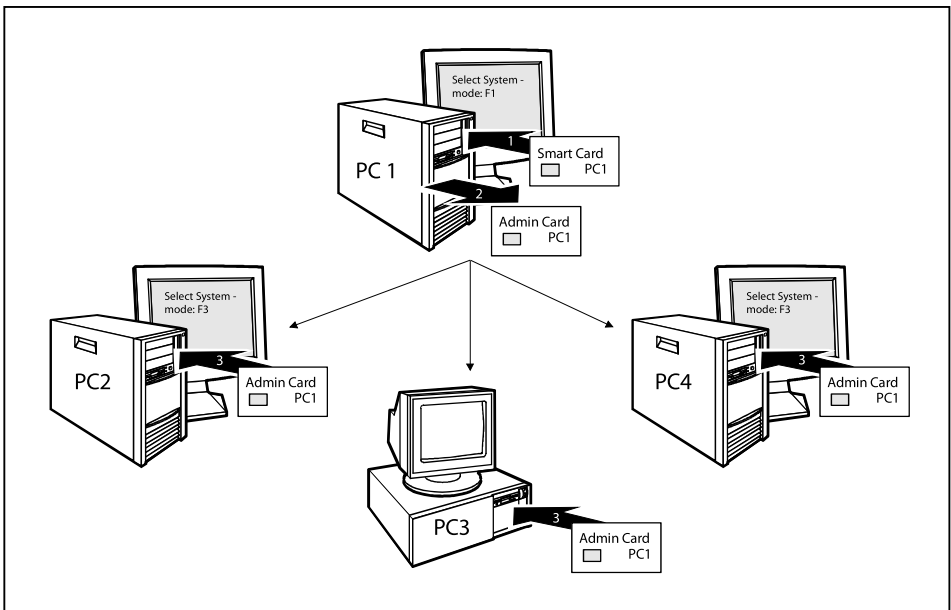 Select System -
mode: F1
1
Smart Card
PC1
PC 1
2
Admin Card
PC1
Select System -
mode: F3
3
PC2
Admin Card
PC1
Select System -
mode: F3
3
PC4
Admin Card
PC1
PC3
3
Admin Card
PC1